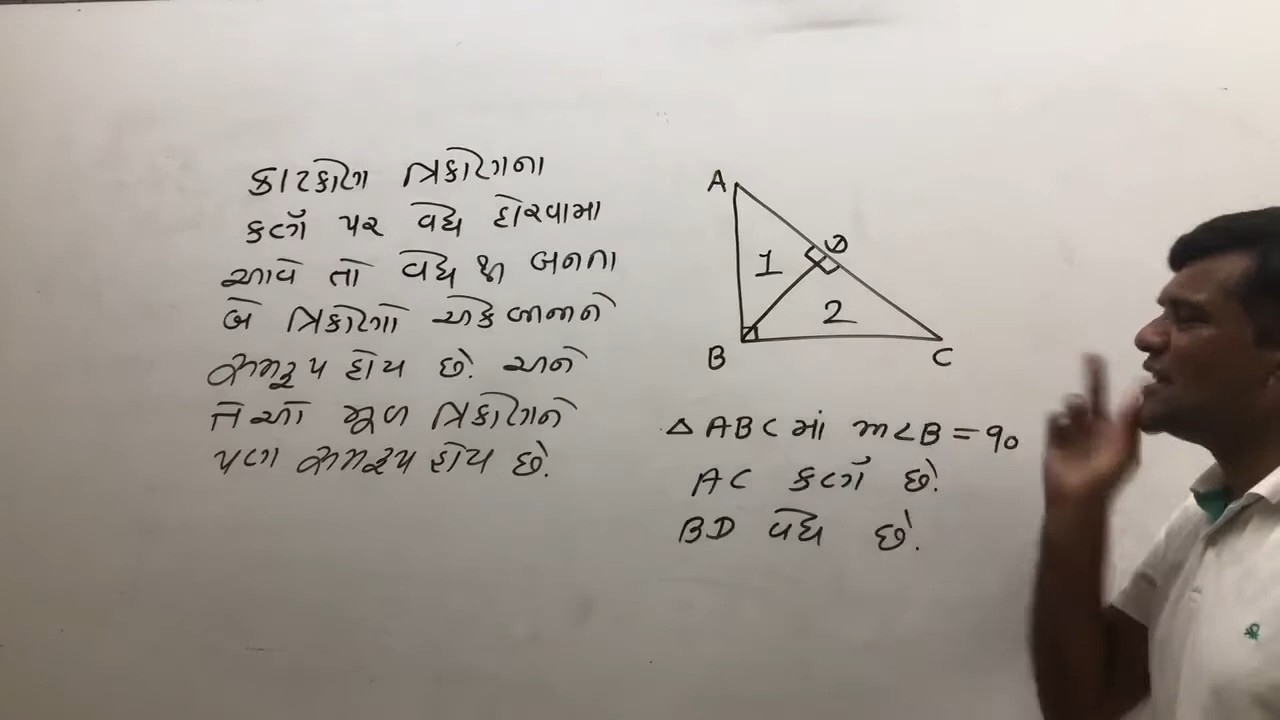 કાટકોણ ત્રિકોણના
કર્ણ પર વેધ દોરવામા
આવે તો વેધ થી બનતા
બે ત્રિકોણો એકે બીજાને
સમરૂપ હોય છે. અને
તેઓ મૂળ ત્રિકોણને
પણ સમરૂપ હોય છે.
A
D
1
2
B
C
△ ABC માં m∠B = 90
AC કર્ણ છે.
BD વેધ છે.